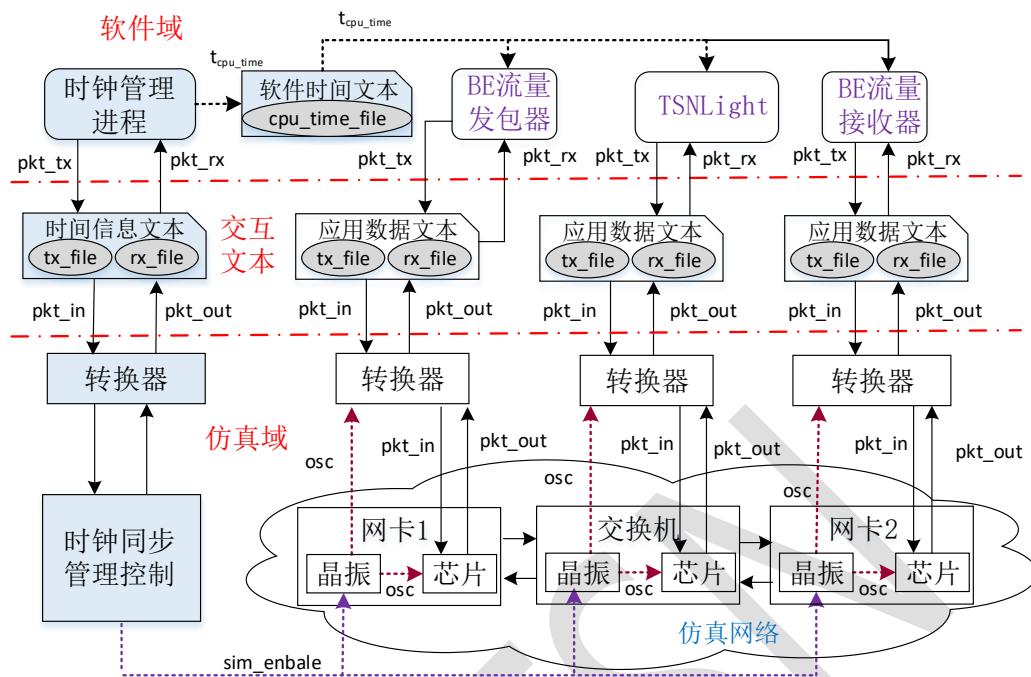 软件域
t_cpu_time
t_cpu_time
时钟管理
进程
软件时间文本
cpu_time_file
BE流量
发包器
TSNLight
BE流量
接收器
pkt_tx
pkt_rx
pkt_tx
pkt_rx
pkt_tx
pkt_rx
pkt_tx
pkt_rx
时间信息文本
tx_file
rx_file
交互
文本
应用数据文本
tx_file
rx_file
应用数据文本
tx_file
rx_file
应用数据文本
tx_file
rx_file
pkt_in
pkt_out
pkt_in
pkt_out
pkt_in
pkt_out
pkt_in
pkt_out
转换器
转换器
转换器
转换器
仿真域
osc
pkt_in
pkt_out
osc
pkt_in
pkt_out
osc
pkt_in
pkt_out
时钟同步
管理控制
网卡1
晶振
osc
芯片
交换机
晶振
osc
芯片
网卡2
晶振
osc
芯片
仿真网络
sim_enbale